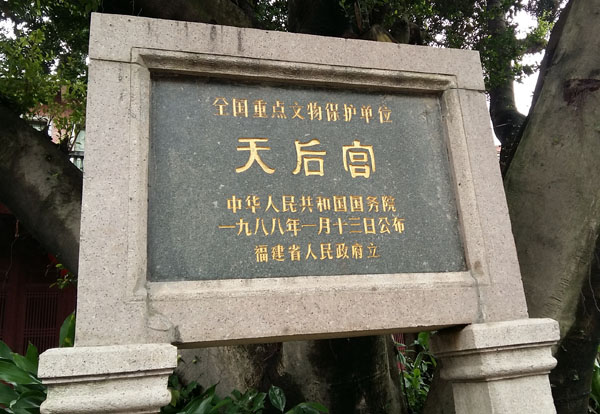 全国重点文物保护单位
天后宫
中华人民共和国国务院
一九八八年一月十三日公布
福建省人民政府立